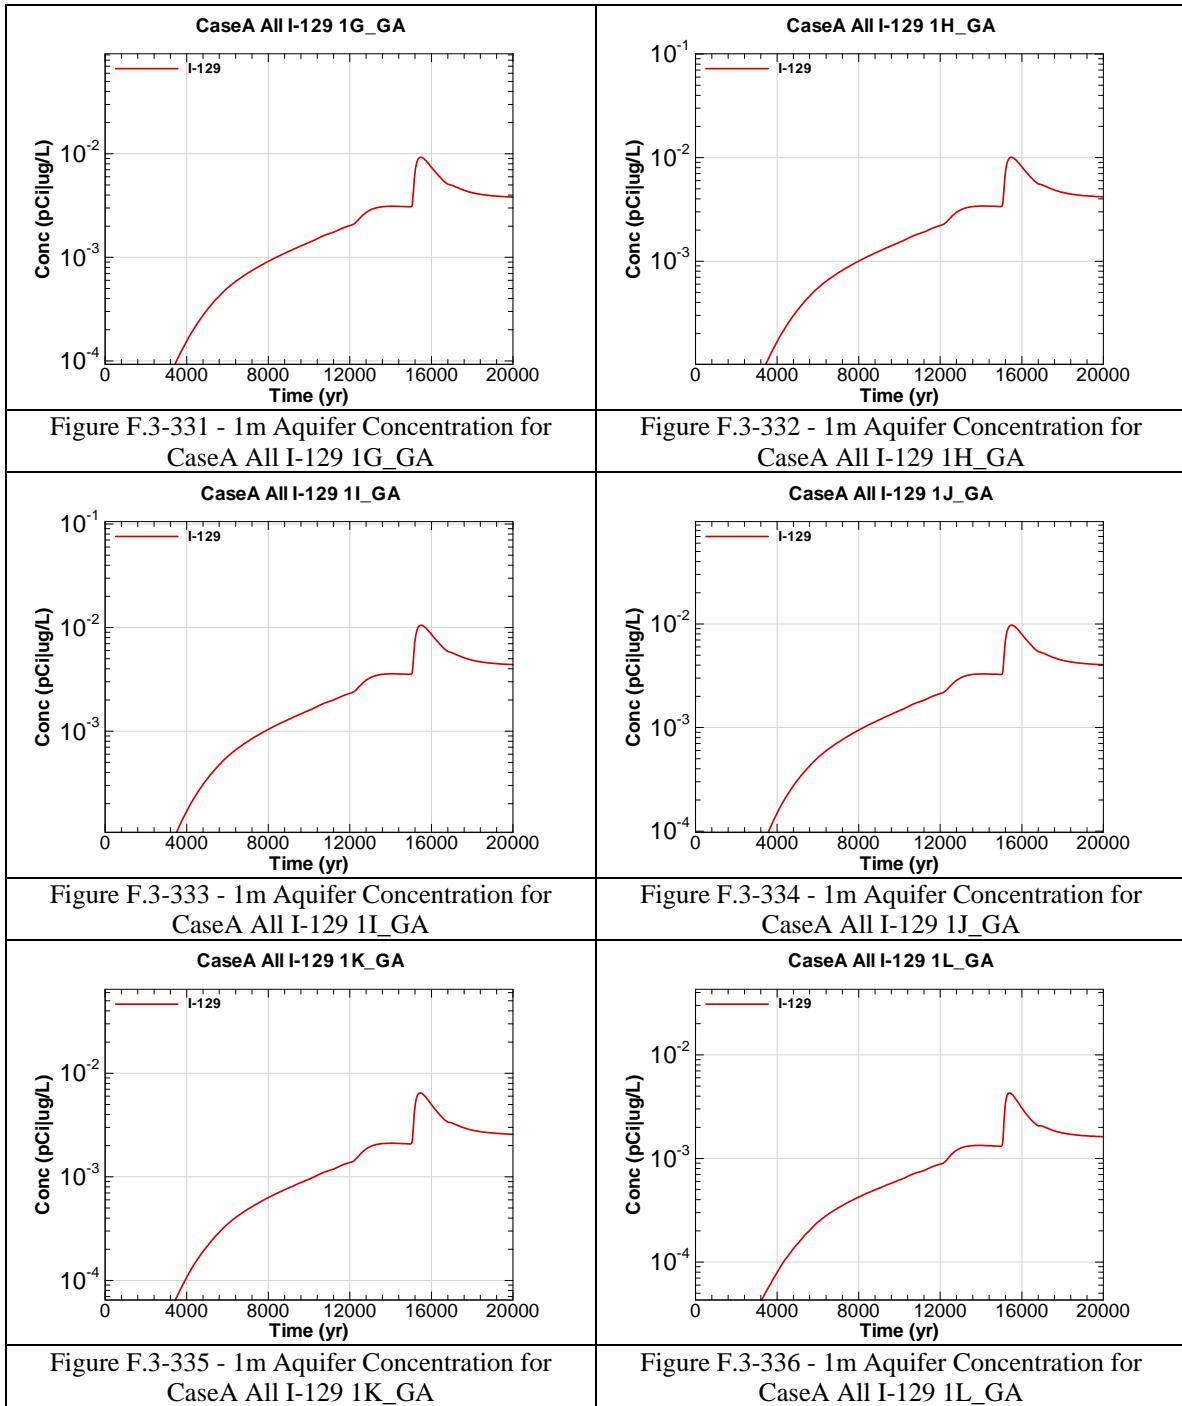 CaseA All I-129 1G_GA
I-129
Conc (pCi|ug/L)
10-2
10-3
10-4
0 4000 8000 12000 16000 20000
Time (yr)
Figure F.3-331 - 1m Aquifer Concentration for
CaseA All I-129 1G_GA
CaseA All I-129 1H_GA
I-129
Conc (pCi|ug/L)
10-1
10-2
10-3
0 4000 8000 12000 16000 20000
Time (yr)
Figure F.3-332 - 1m Aquifer Concentration for
CaseA All I-129 1H_GA
CaseA All I-129 1I_GA
I-129
Conc (pCi|ug/L)
10-1
10-2
10-3
0 4000 8000 12000 16000 20000
Time (yr)
Figure F.3-333 - 1m Aquifer Concentration for
CaseA All I-129 1I_GA
CaseA All I-129 1J_GA
I-129
Conc (pCi|ug/L)
10-2
10-3
10-4
0 4000 8000 12000 16000 20000
Time (yr)
Figure F.3-334 - 1m Aquifer Concentration for
CaseA All I-129 1J_GA
CaseA All I-129 1K_GA
I-129
Conc (pCi|ug/L)
10-2
10-3
10-4
0 4000 8000 12000 16000 20000
Time (yr)
Figure F.3-335 - 1m Aquifer Concentration for
CaseA All I-129 1K_GA
CaseA All I-129 1L_GA
I-129
Conc (pCi|ug/L)
10-2
10-3
10-4
0 4000 8000 12000 16000 20000
Time (yr)
Figure F.3-336 - 1m Aquifer Concentration for
CaseA All I-129 1L_GA